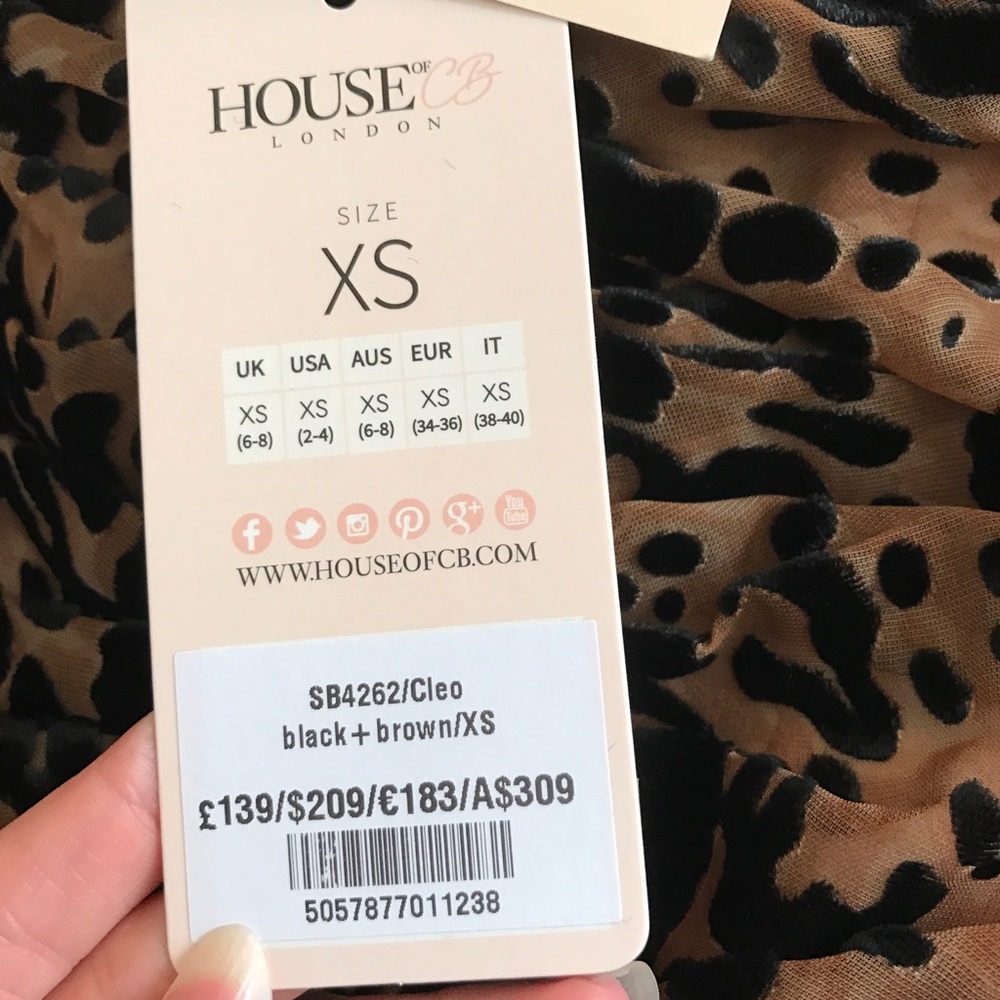 HOUSE OF CB
LONDON
SIZE
XS
UK USA AUS EUR IT
XS XS XS XS XS
(6-8) (2-4) (6-8) (34-36) (38-40)
f g+ You Tube
WWW.HOUSEOFCB.COM
SB4262/Cleo
black+brown/XS
£139/$209/€183/A$309
5057877011238